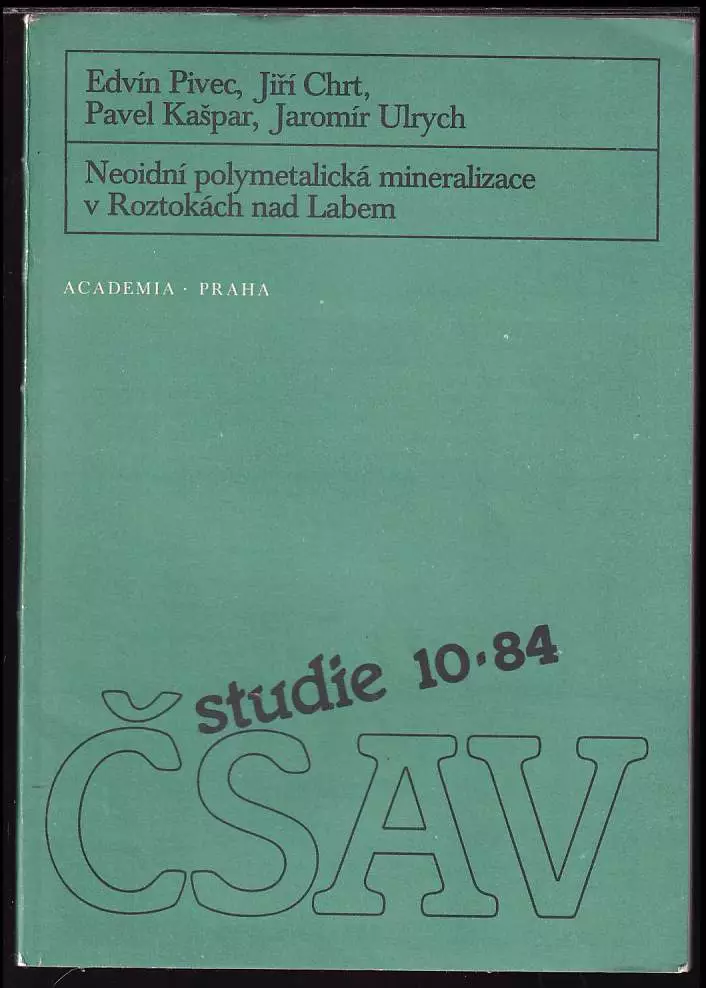 Edvín Pivec, Jiří Chrt,
Pavel Kašpar, Jaromír Ulrych
Neoidní polymetalická mineralizace
v Roztokách nad Labem
ACADEMIA · PRAHA
studie 10·84
ČSAV